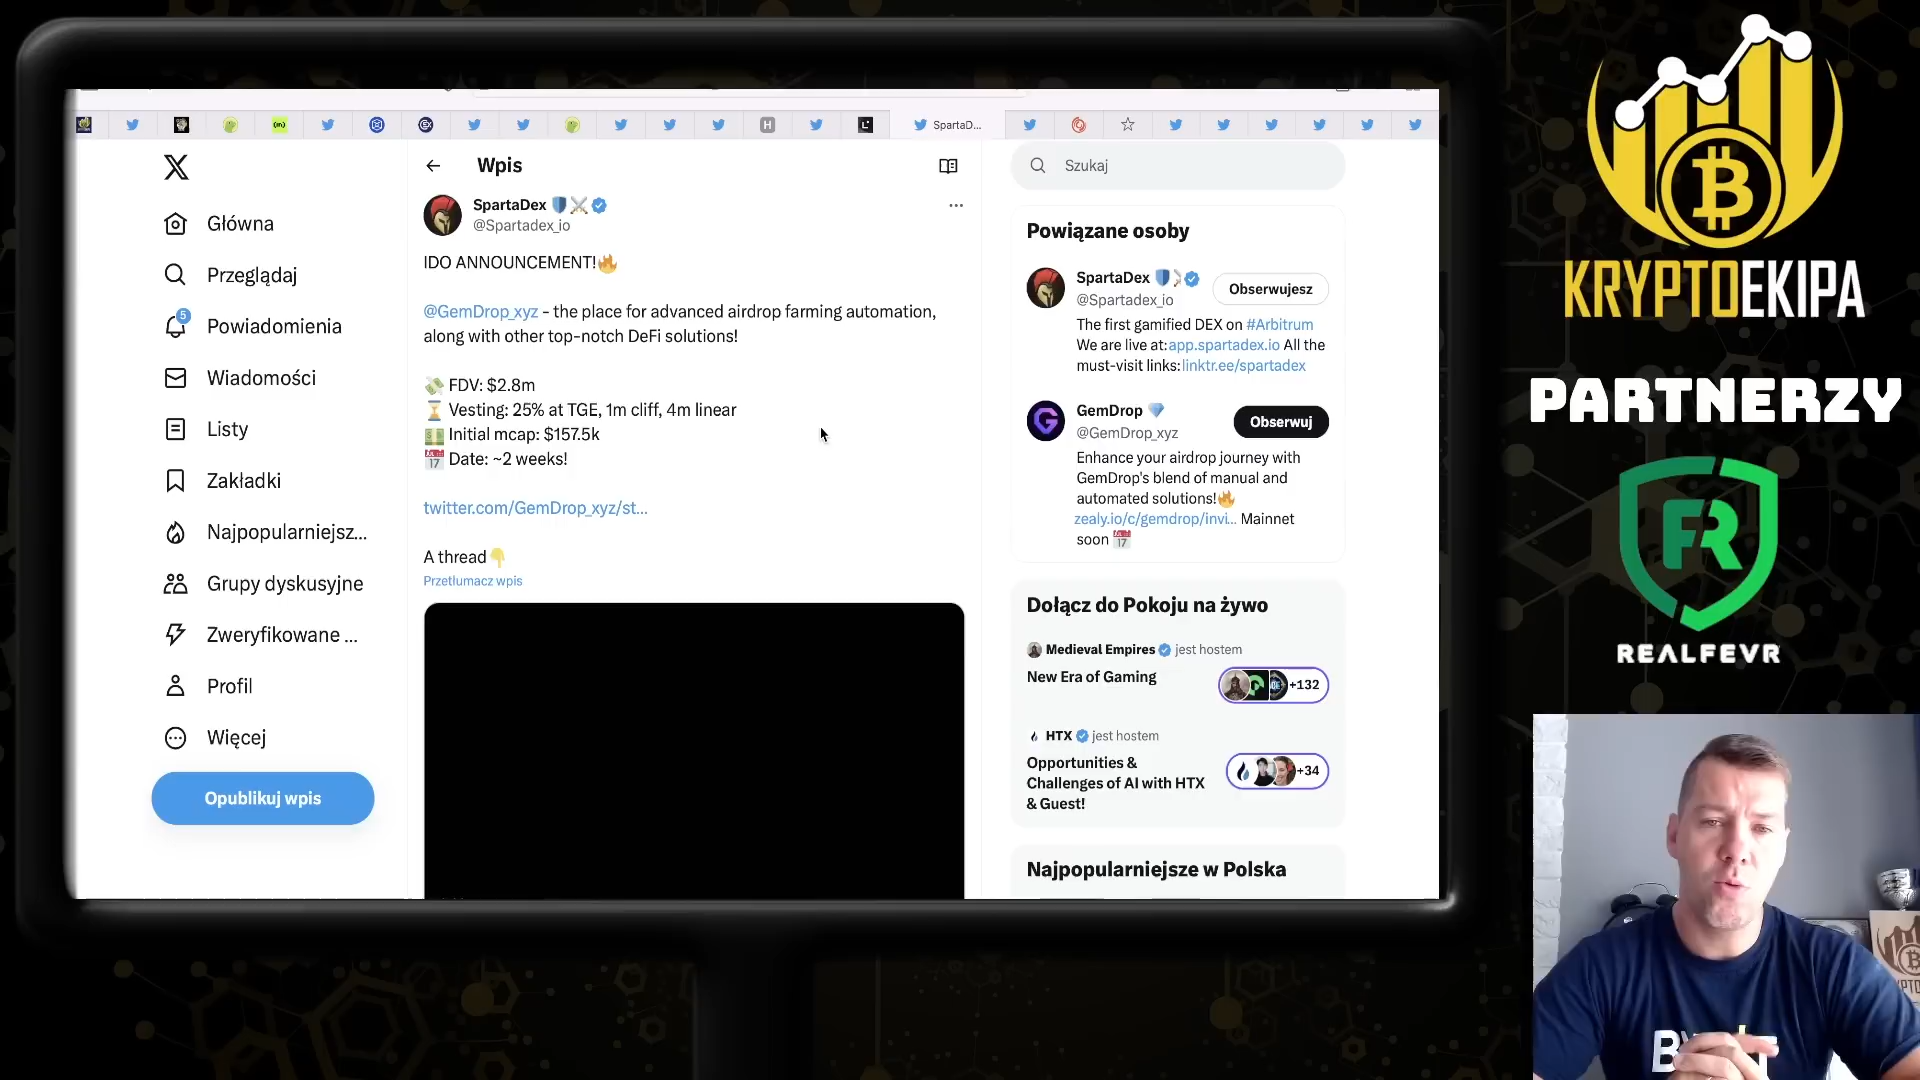 SpartaD...
Wpis
Szukaj
Główna
Przeglądaj
5
Powiadomienia
Wiadomości
Listy
Zakładki
Najpopularniejsz...
Grupy dyskusyjne
Zweryfikowane ...
Profil
Więcej
Opublikuj wpis
SpartaDex
@Spartadex_io
IDO ANNOUNCEMENT!🔥
@GemDrop_xyz - the place for advanced airdrop farming automation,
along with other top-notch DeFi solutions!
💸 FDV: $2.8m
⏳ Vesting: 25% at TGE, 1m cliff, 4m linear
💵 Initial mcap: $157.5k
📅 Date: ~2 weeks!
twitter.com/GemDrop_xyz/st...
A thread👇
Przetłumacz wpis
Powiązane osoby
SpartaDex
@Spartadex_io
Obserwujesz
The first gamified DEX on #Arbitrum
We are live at:app.spartadex.io All the
must-visit links:linktr.ee/spartadex
GemDrop 💎
@GemDrop_xyz
Obserwuj
Enhance your airdrop journey with
GemDrop's blend of manual and
automated solutions!🔥
zealy.io/c/gemdrop/invi... Mainnet
soon 📅
Dołącz do Pokoju na żywo
Medieval Empires jest hostem
New Era of Gaming
+132
HTX jest hostem
Opportunities &
Challenges of AI with HTX
& Guest!
+34
Najpopularniejsze w Polska
KRYPTOEKIPA
PARTNERZY
FR
REALFEVR